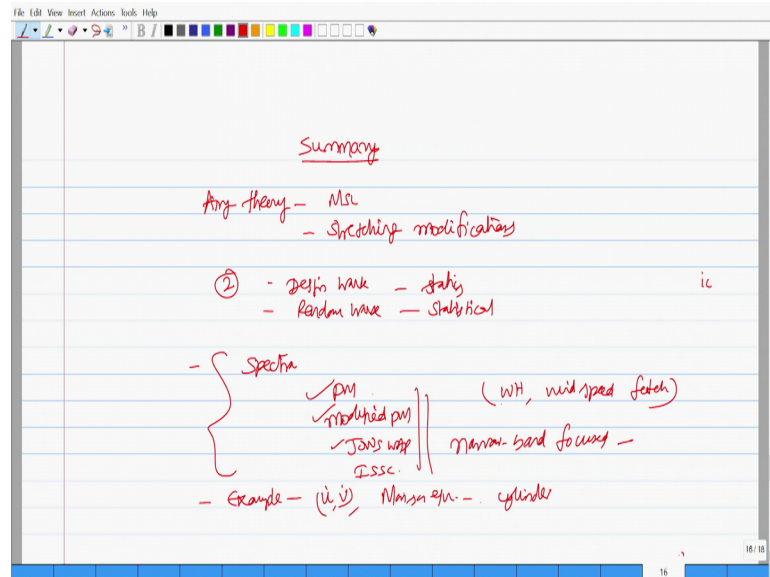 File Edit View Insert Actions Tools Help
B I
Summary
Airy theory - MSL
- Stretching modifications
② - Design wave - static
- Random wave - Statistical
ic
- Spectra
✓ PM
✓ modified PM
✓ JONSWAP
ISSC.
(WH, wind speed fetch)
narrow-band focused -
- Example - (u̇, v̇), Morison eqn. - cylinder
16/18
16